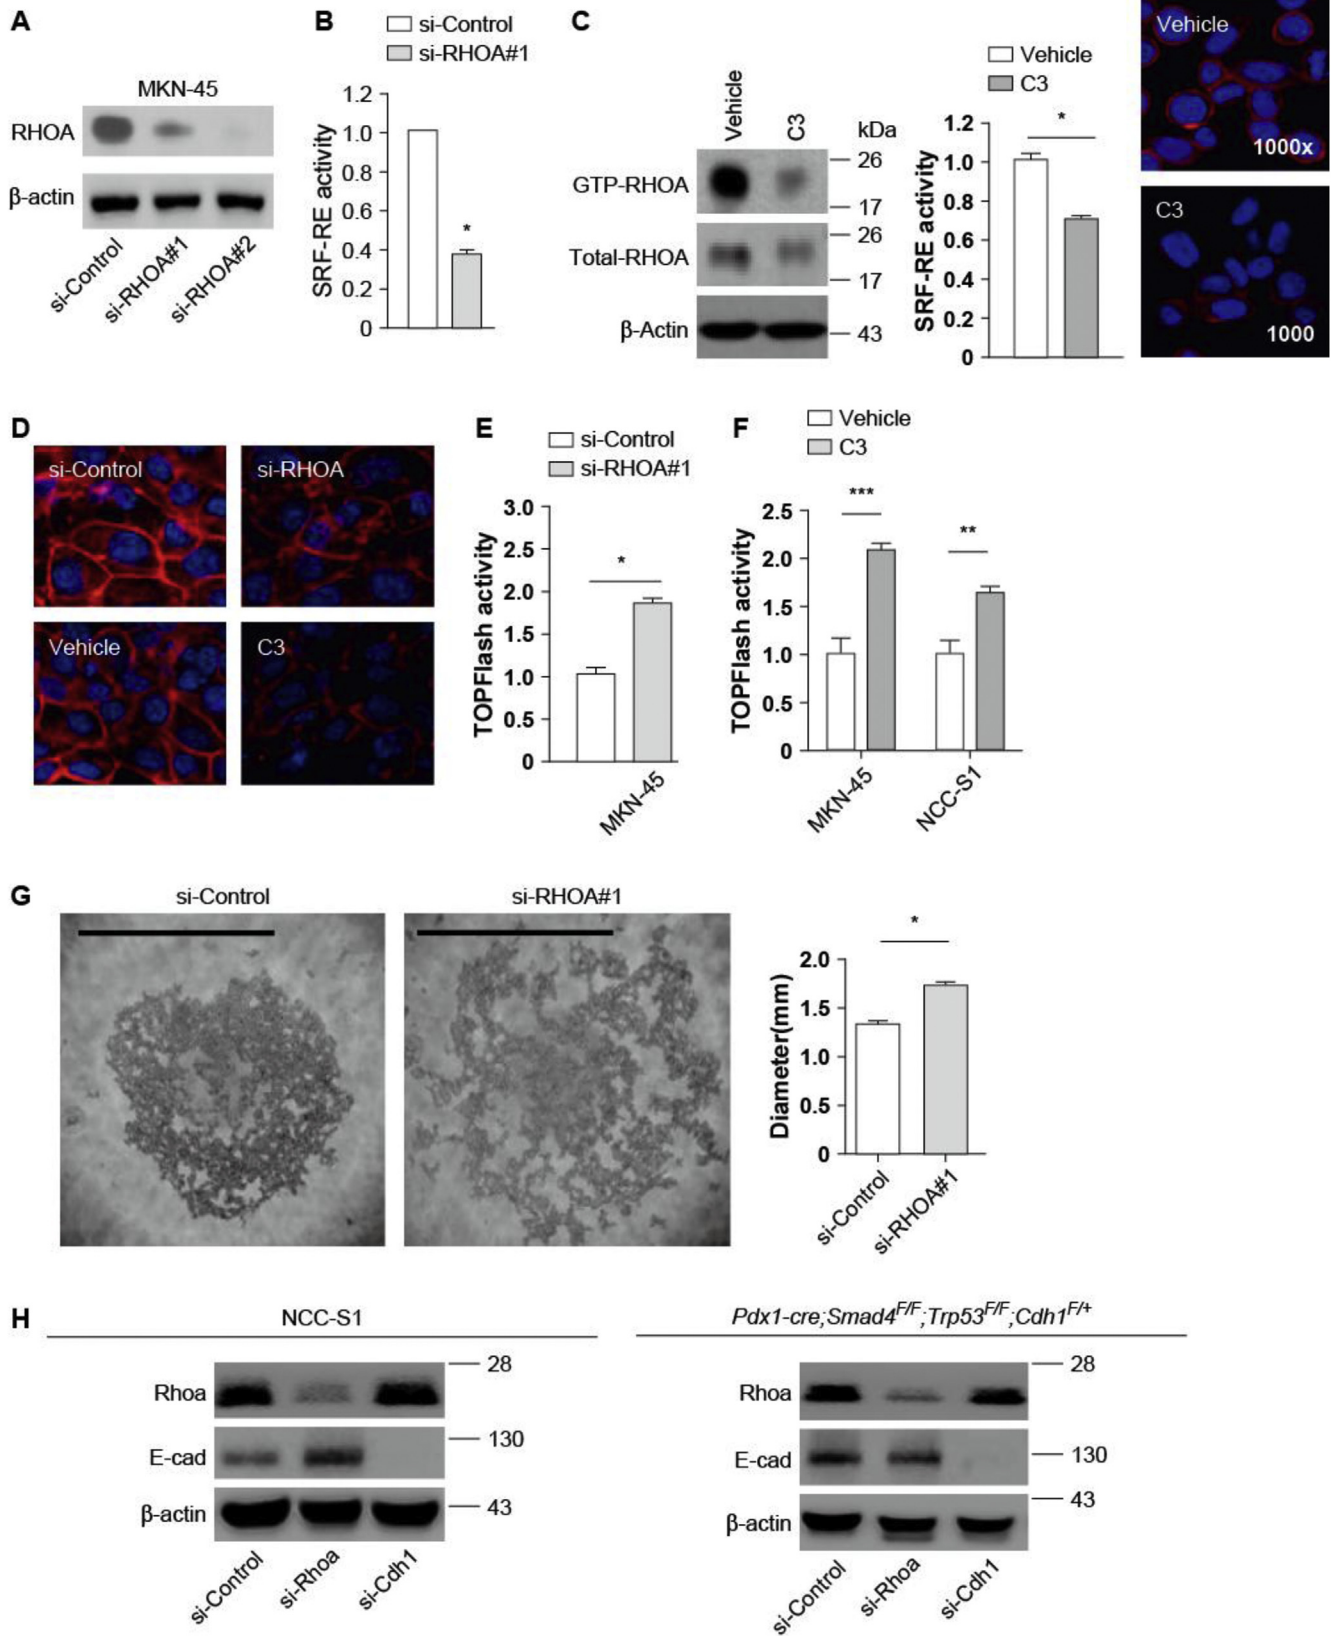 A
MKN-45
RHOA
β-actin
si-Control
si-RHOA#1
si-RHOA#2
B
si-Control
si-RHOA#1
SRF-RE activity
1.2
1.0
0.8
0.6
0.4
0.2
0
*
C
Vehicle
C3
kDa
GTP-RHOA
26
17
Total-RHOA
26
17
β-Actin
43
Vehicle
C3
SRF-RE activity
1.2
1.0
0.8
0.6
0.4
0.2
0
*
Vehicle
1000x
C3
1000
D
si-Control
si-RHOA
Vehicle
C3
E
si-Control
si-RHOA#1
TOPFlash activity
3.0
2.5
2.0
1.5
1.0
0.5
0
*
MKN-45
F
Vehicle
C3
TOPFlash activity
2.5
2.0
1.5
1.0
0.5
0
***
**
MKN-45
NCC-S1
G
si-Control
si-RHOA#1
Diameter(mm)
2.0
1.5
1.0
0.5
0
*
si-Control
si-RHOA#1
H
NCC-S1
Rhoa
28
E-cad
130
β-actin
43
si-Control
si-Rhoa
si-Cdh1
Pdx1-cre;Smad4F/F;Trp53F/F;Cdh1F/+
Rhoa
28
E-cad
130
43
β-actin
si-Control
si-Rhoa
si-Cdh1